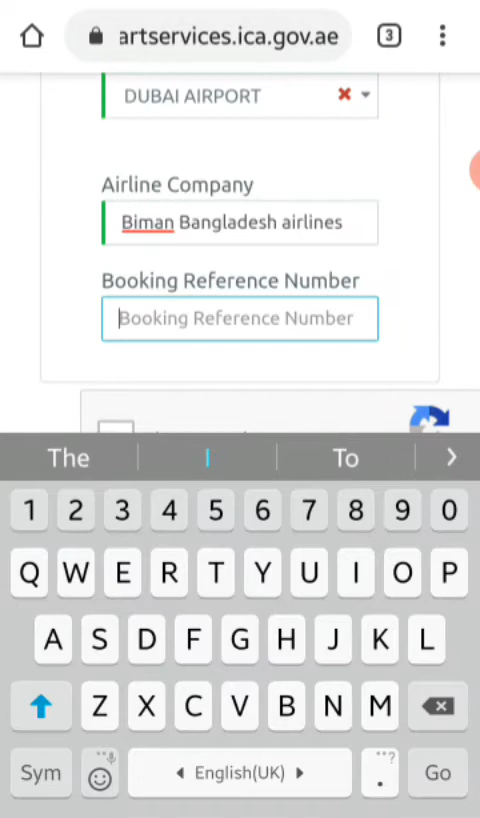 3
artservices.ica.gov.ae
DUBAI AIRPORT
Airline Company
Biman Bangladesh airlines
Booking Reference Number
Booking Reference Number
The I To
1 2 3 4 5 6 7 8 9 0
Q W E R T Y U I O P
A S D F G H J K L
Z X C V B N M
Sym English(UK) . Go